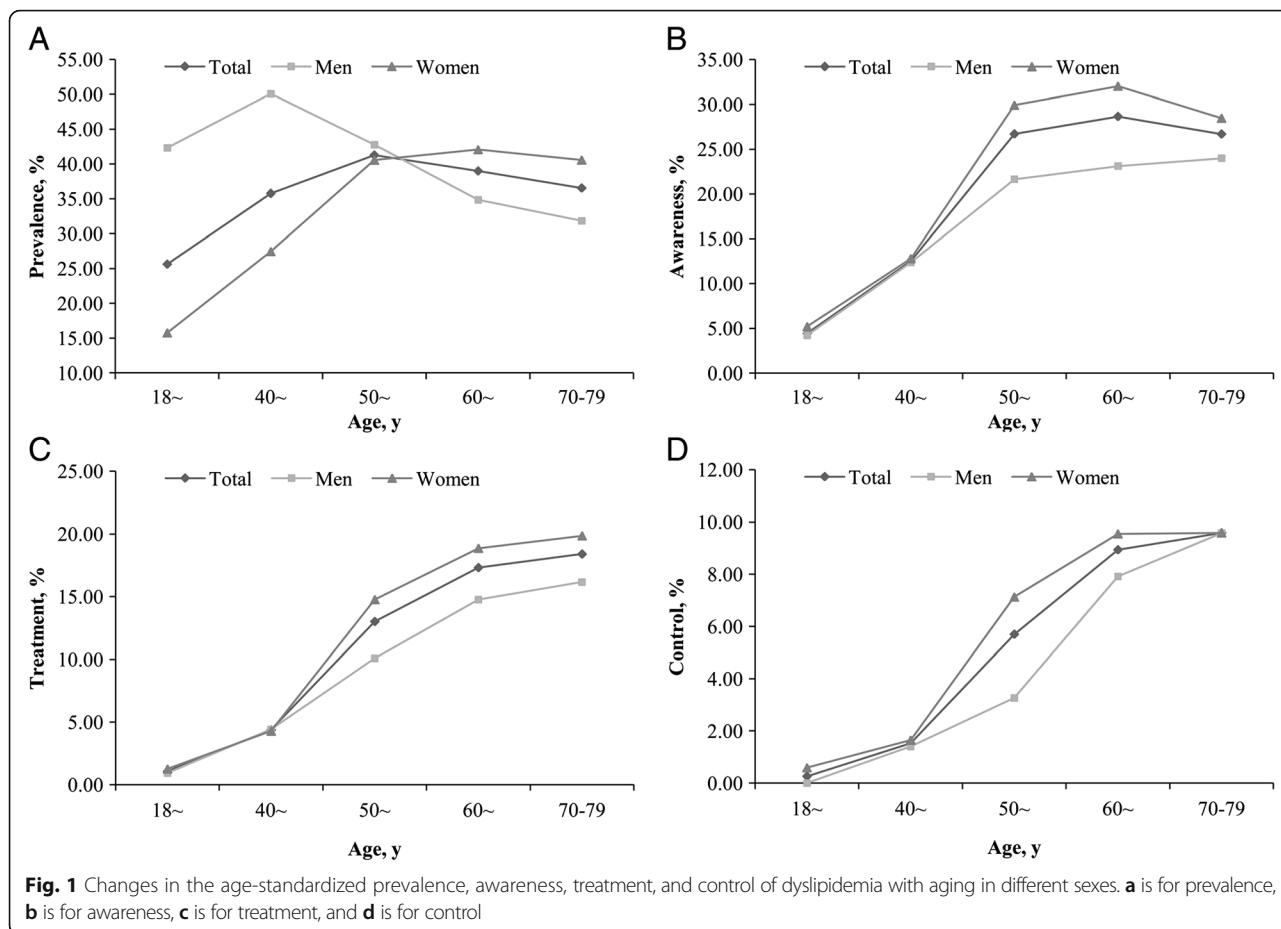 A
55.00
50.00
45.00
40.00
35.00
30.00
25.00
20.00
15.00
10.00
Prevalence, %
Total Men Women
18~ 40~ 50~ 60~ 70-79
Age, y
B
35.00
30.00
25.00
20.00
15.00
10.00
5.00
0.00
Awareness, %
Total Men Women
18~ 40~ 50~ 60~ 70-79
Age, y
C
25.00
20.00
15.00
10.00
5.00
0.00
Treatment, %
Total Men Women
18~ 40~ 50~ 60~ 70-79
Age, y
D
12.00
10.00
8.00
6.00
4.00
2.00
0.00
Control, %
Total Men Women
18~ 40~ 50~ 60~ 70-79
Age, y
Fig. 1 Changes in the age-standardized prevalence, awareness, treatment, and control of dyslipidemia with aging in different sexes. a is for prevalence,
b is for awareness, c is for treatment, and d is for control